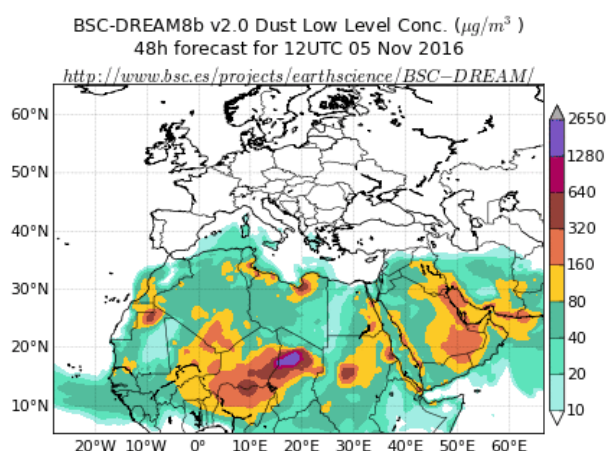 BSC-DREAM8b v2.0 Dust Low Level Conc. (μg/m³ )
48h forecast for 12UTC 05 Nov 2016
http://www.bsc.es/projects/earthscience/BSC−DREAM/
60°N
50°N
40°N
30°N
20°N
10°N
20°W 10°W 0° 10°E 20°E 30°E 40°E 50°E 60°E
2650
1280
640
320
160
80
40
20
10